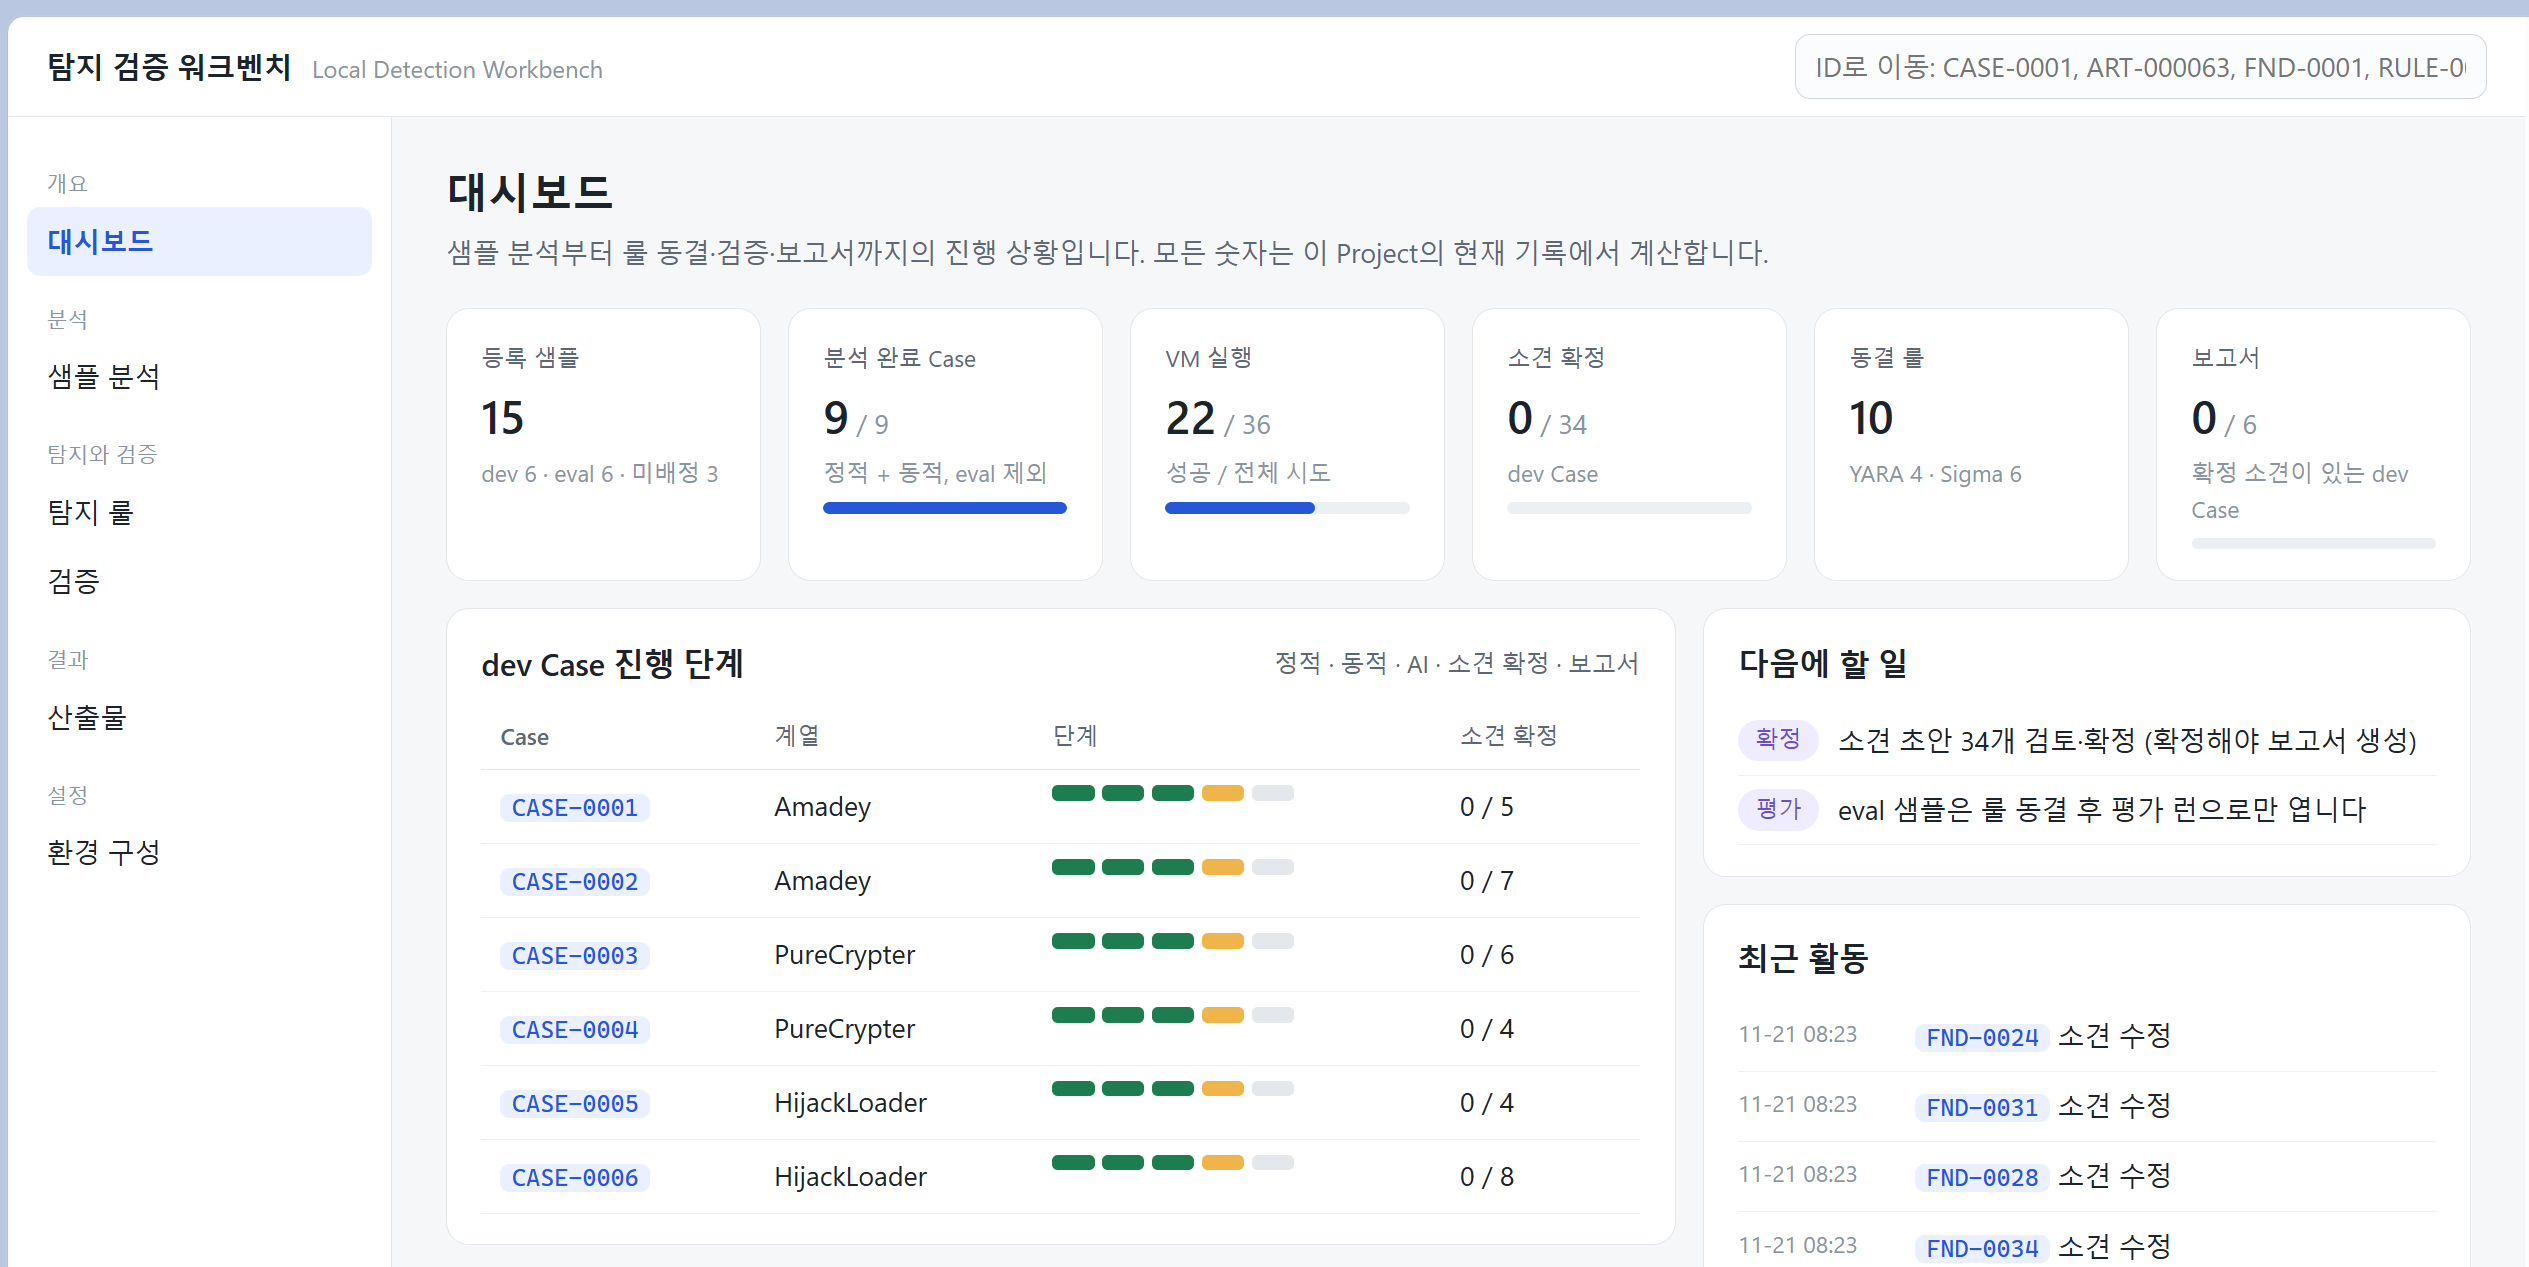 탐지 검증 워크벤치 Local Detection Workbench
ID로 이동: CASE-0001, ART-000063, FND-0001, RULE-0
개요
대시보드
분석
샘플 분석
탐지와 검증
탐지 룰
검증
결과
산출물
설정
환경 구성
대시보드
샘플 분석부터 룰 동결·검증·보고서까지의 진행 상황입니다. 모든 숫자는 이 Project의 현재 기록에서 계산합니다.
등록 샘플
15
dev 6 · eval 6 · 미배정 3
분석 완료 Case
9 / 9
정적 + 동적, eval 제외
VM 실행
22 / 36
성공 / 전체 시도
소견 확정
0 / 34
dev Case
동결 룰
10
YARA 4 · Sigma 6
보고서
0 / 6
확정 소견이 있는 dev
Case
dev Case 진행 단계
정적 · 동적 · AI · 소견 확정 · 보고서
Case 계열 단계 소견 확정
CASE-0001 Amadey 0 / 5
CASE-0002 Amadey 0 / 7
CASE-0003 PureCrypter 0 / 6
CASE-0004 PureCrypter 0 / 4
CASE-0005 HijackLoader 0 / 4
CASE-0006 HijackLoader 0 / 8
다음에 할 일
확정 소견 초안 34개 검토·확정 (확정해야 보고서 생성)
평가 eval 샘플은 룰 동결 후 평가 런으로만 엽니다
최근 활동
11-21 08:23 FND-0024 소견 수정
11-21 08:23 FND-0031 소견 수정
11-21 08:23 FND-0028 소견 수정
11-21 08:23 FND-0034 소견 수정